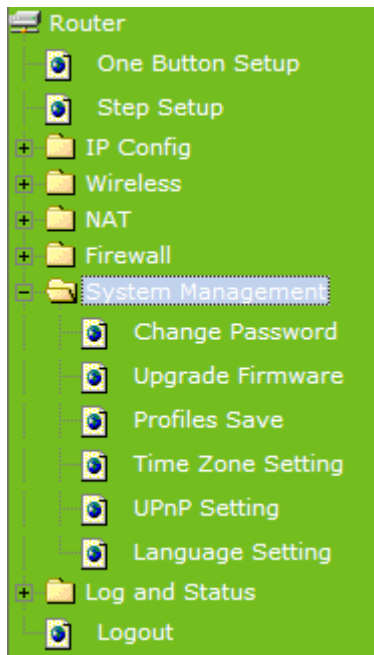 Router
One Button Setup
Step Setup
IP Config
Wireless
NAT
Firewall
System Management
Change Password
Upgrade Firmware
Profiles Save
Time Zone Setting
UPnP Setting
Language Setting
Log and Status
Logout